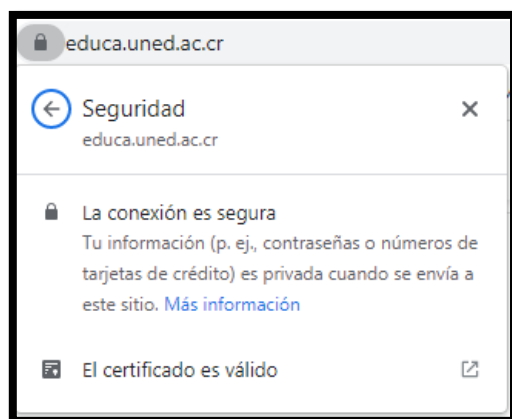 educa.uned.ac.cr
Seguridad
educa.uned.ac.cr
La conexión es segura
Tu información (p. ej., contraseñas o números de
tarjetas de crédito) es privada cuando se envía a
este sitio. Más información
El certificado es válido